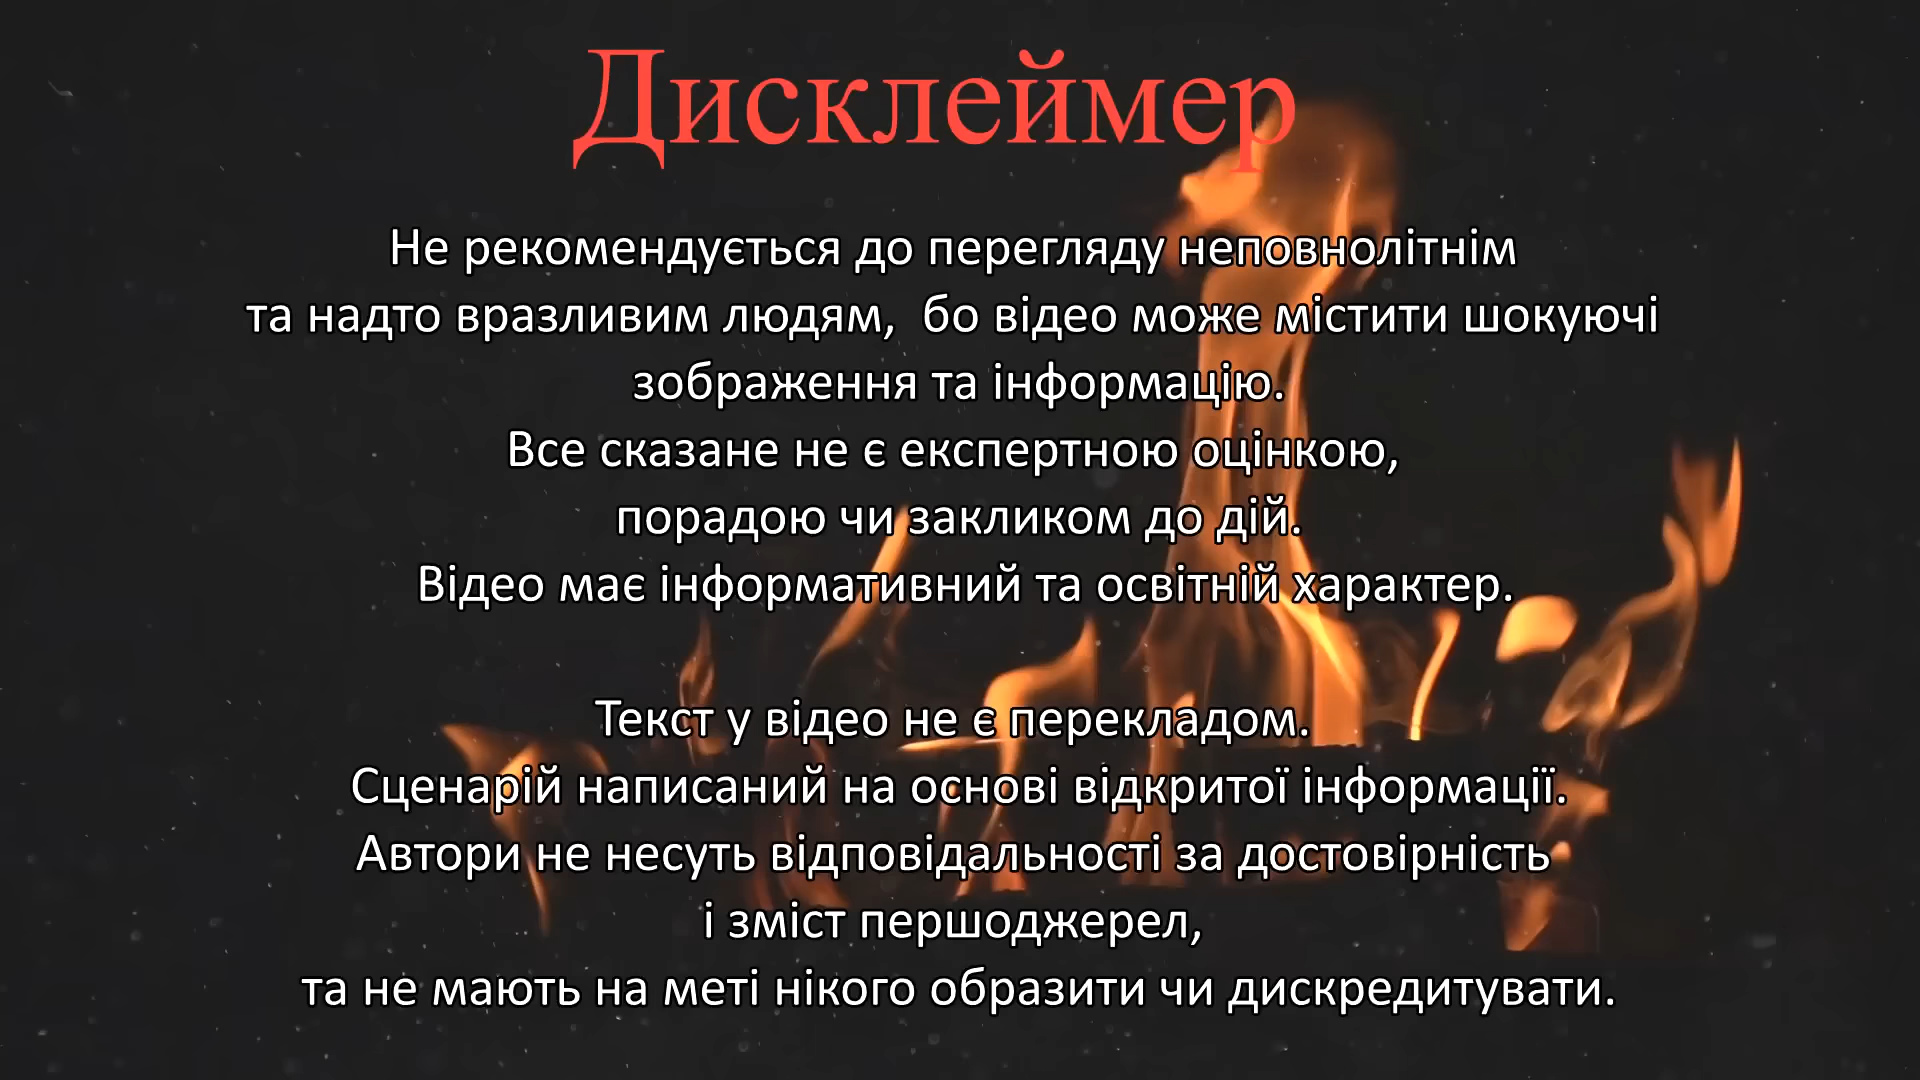 Дисклеймер
Не рекомендується до перегляду неповнолітнім
та надто вразливим людям,  бо відео може містити шокуючі
зображення та інформацію.
Все сказане не є експертною оцінкою,
порадою чи закликом до дій.
Відео має інформативний та освітній характер.
Текст у відео не є перекладом.
Сценарій написаний на основі відкритої інформації.
Автори не несуть відповідальності за достовірність
і зміст першоджерел,
та не мають на меті нікого образити чи дискредитувати.